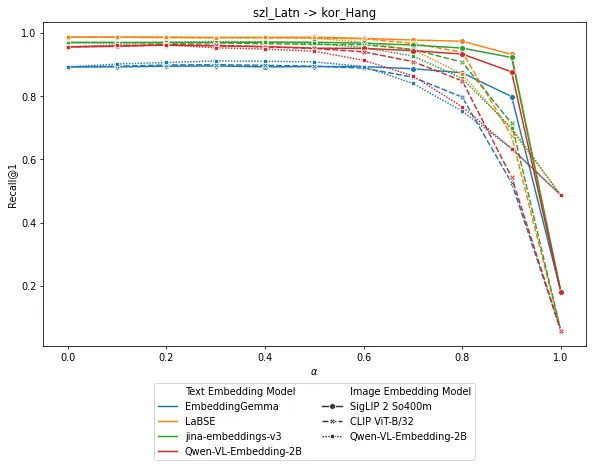 szl_Latn -> kor_Hang
Recall@1
1.0
0.8
0.6
0.4
0.2
0.0 0.2 0.4 0.6 0.8 1.0
α
Text Embedding Model
EmbeddingGemma
LaBSE
jina-embeddings-v3
Qwen-VL-Embedding-2B
Image Embedding Model
SigLIP 2 So400m
CLIP ViT-B/32
Qwen-VL-Embedding-2B